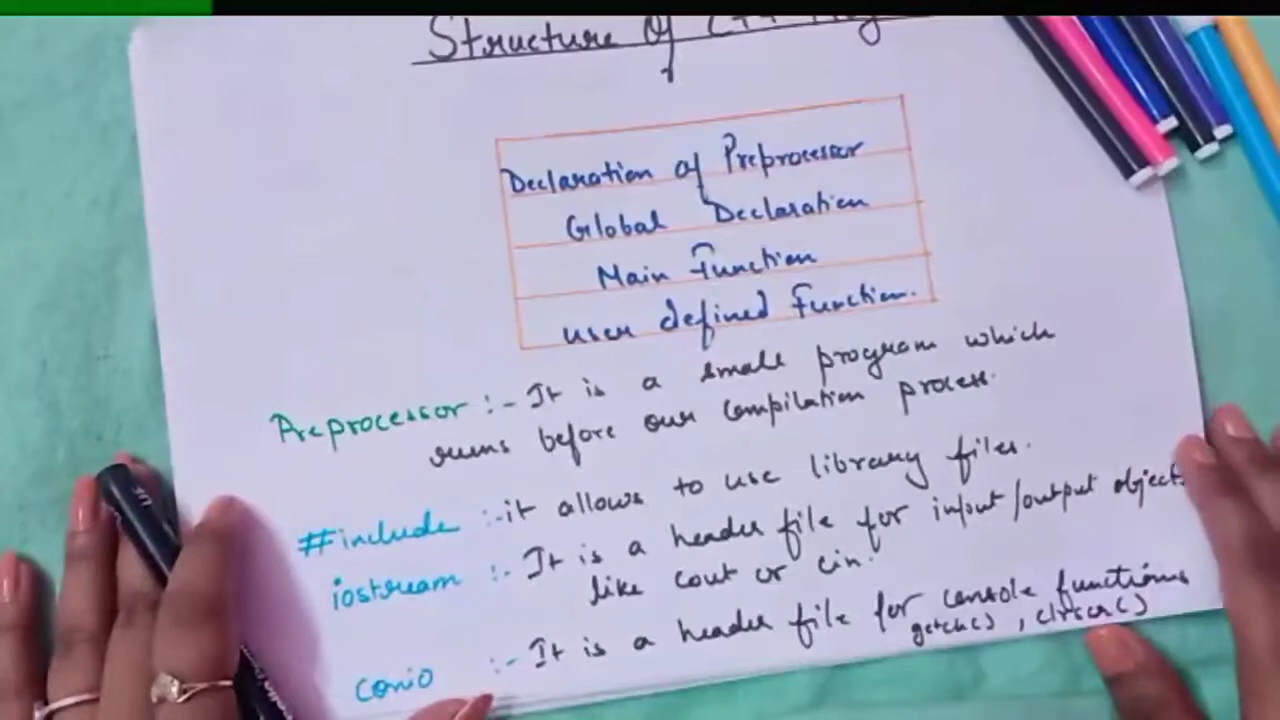 Structure of C++
Declaration of Preprocessor
Global Declaration
Main Function
user defined Function.
Preprocessor :- It is a small program which
runs before our compilation process.
#include :- it allows to use library files.
iostream :- It is a header file for input/output objects
like cout or cin.
conio :- It is a header file for console functions
getch() , clrscr()